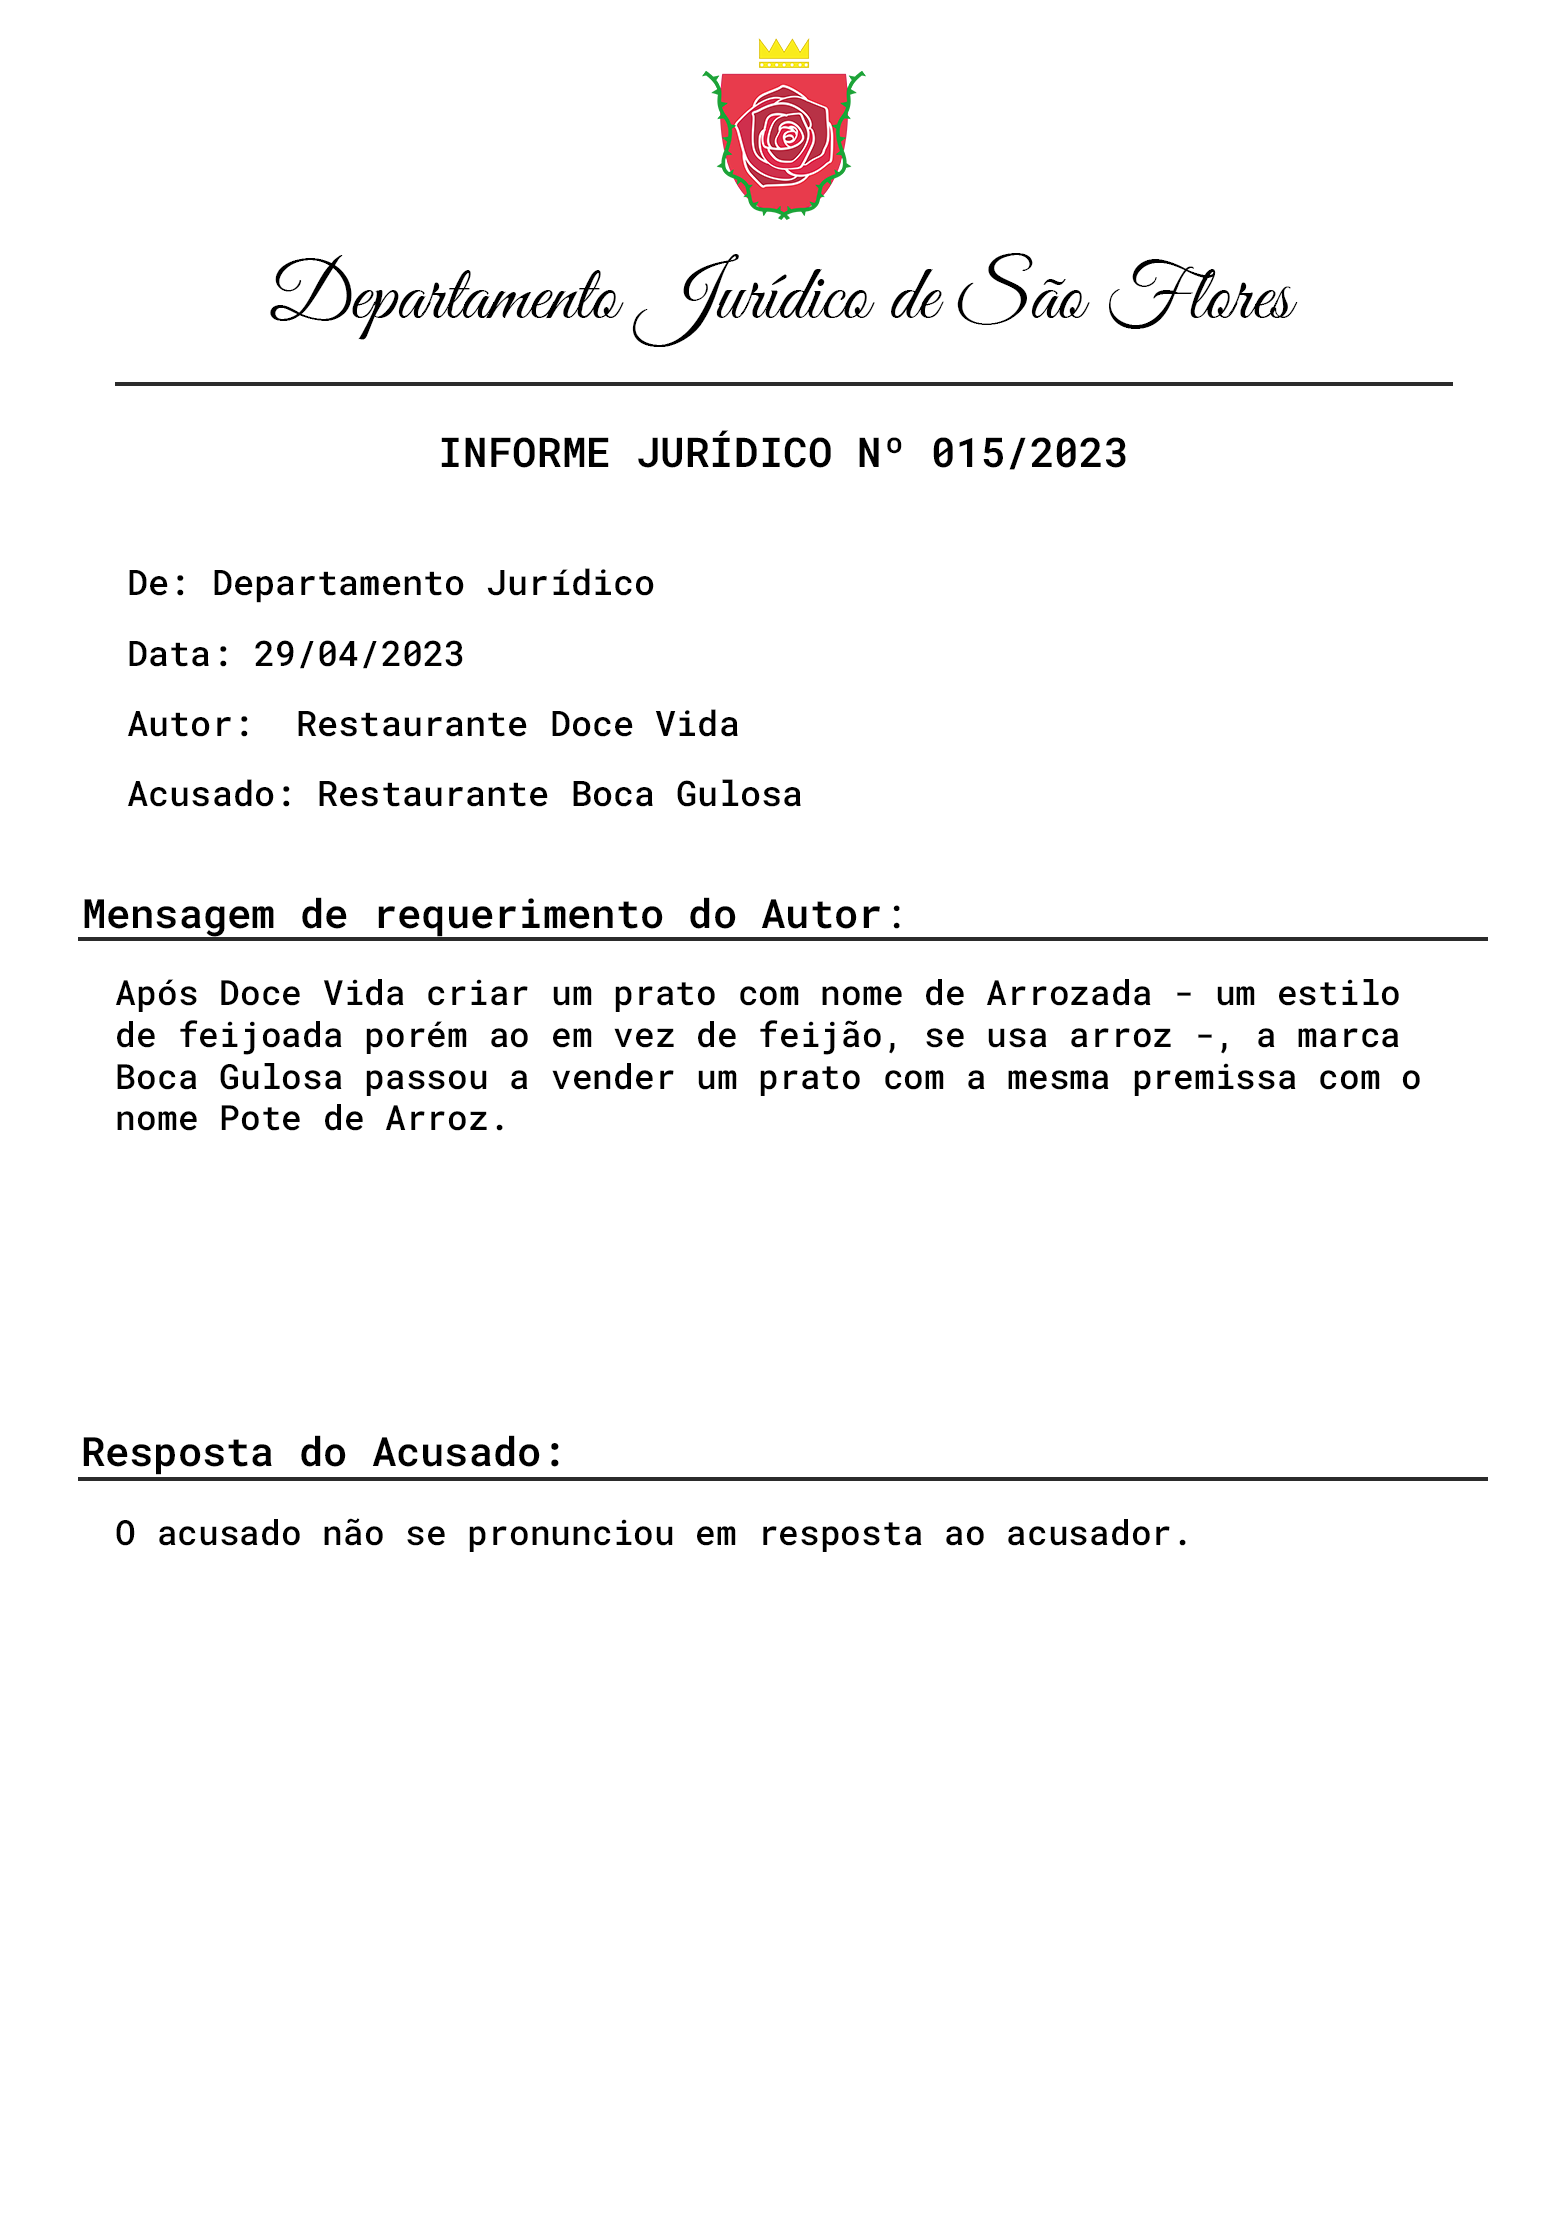 Departamento Jurídico de São Flores
INFORME JURÍDICO Nº 015/2023
De: Departamento Jurídico
Data: 29/04/2023
Autor: Restaurante Doce Vida
Acusado: Restaurante Boca Gulosa
Mensagem de requerimento do Autor:
Após Doce Vida criar um prato com nome de Arrozada - um estilo
de feijoada porém ao em vez de feijão, se usa arroz -, a marca
Boca Gulosa passou a vender um prato com a mesma premissa com o
nome Pote de Arroz.
Resposta do Acusado:
O acusado não se pronunciou em resposta ao acusador.